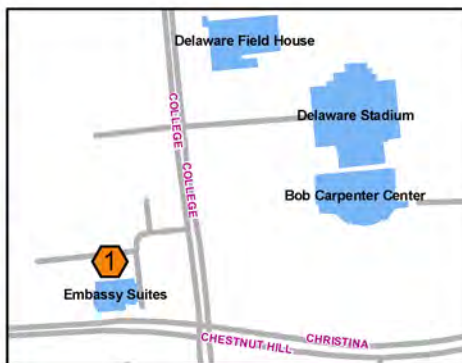 Delaware Field House
COLLEGE
Delaware Stadium
COLLEGE
Bob Carpenter Center
1
Embassy Suites
CHESTNUT HILL
CHRISTINA